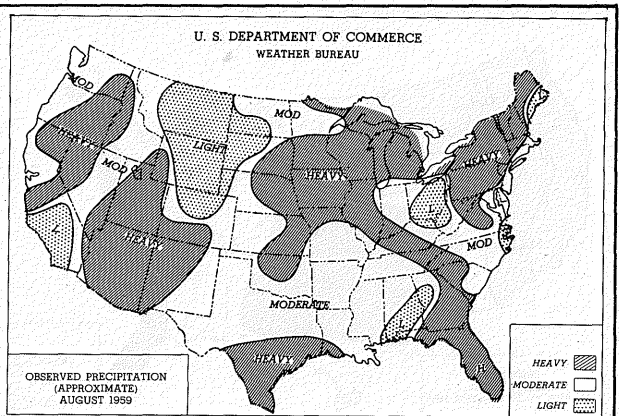 U. S. DEPARTMENT OF COMMERCE
WEATHER BUREAU
MOD
HEAVY
MOD
LIGHT
MOD
HEAVY
HEAVY
L
HEAVY
L
MOD
MODERATE
L
HEAVY
H
OBSERVED PRECIPITATION
(APPROXIMATE)
AUGUST 1959
HEAVY
MODERATE
LIGHT